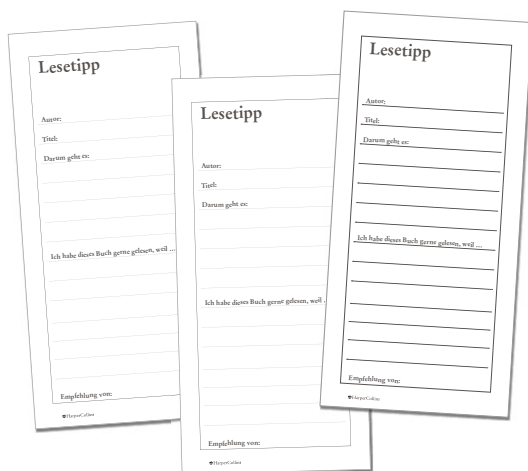 Lesetipp
Autor:
Titel:
Darum geht es:
Ich habe dieses Buch gerne gelesen, weil ...
Empfehlung von:
HarperCollins
Lesetipp
Autor:
Titel:
Darum geht es:
Ich habe dieses Buch gerne gelesen, weil .
Empfehlung von:
HarperCollins
Lesetipp
Autor:
Titel:
Darum geht es:
Ich habe dieses Buch gerne gelesen, weil ...
Empfehlung von:
HarperCollins